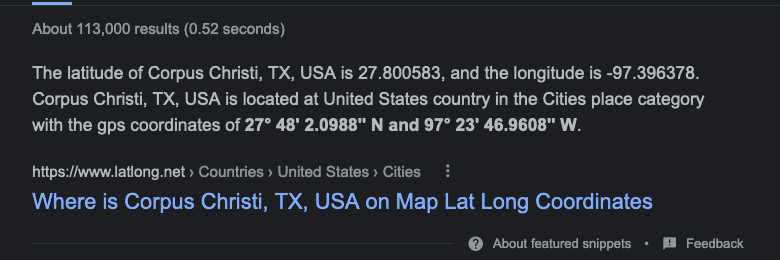 About 113,000 results (0.52 seconds)
The latitude of Corpus Christi, TX, USA is 27.800583, and the longitude is -97.396378.
Corpus Christi, TX, USA is located at United States country in the Cities place category
with the gps coordinates of 27° 48' 2.0988" N and 97° 23' 46.9608" W.
https://www.latlong.net › Countries › United States › Cities
Where is Corpus Christi, TX, USA on Map Lat Long Coordinates
About featured snippets • Feedback